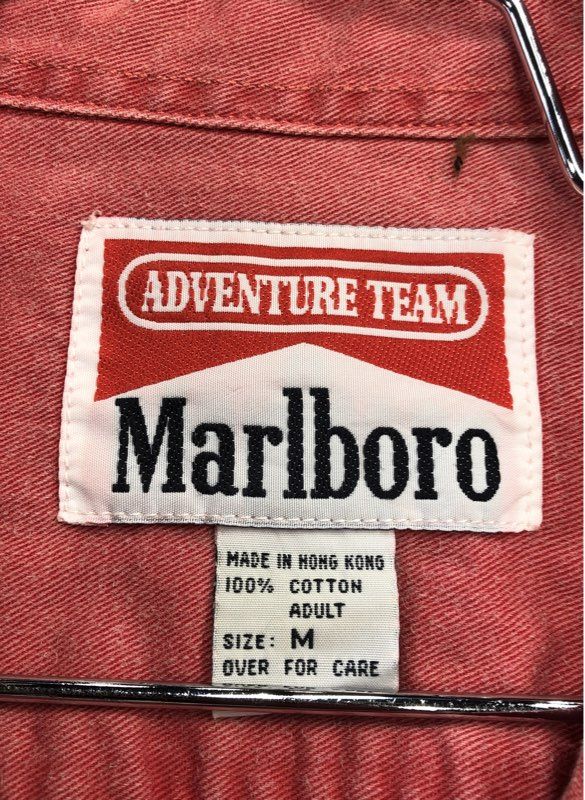 ADVENTURE TEAM
Marlboro
MADE IN HONG KONG
100% COTTON
ADULT
SIZE: M
OVER FOR CARE